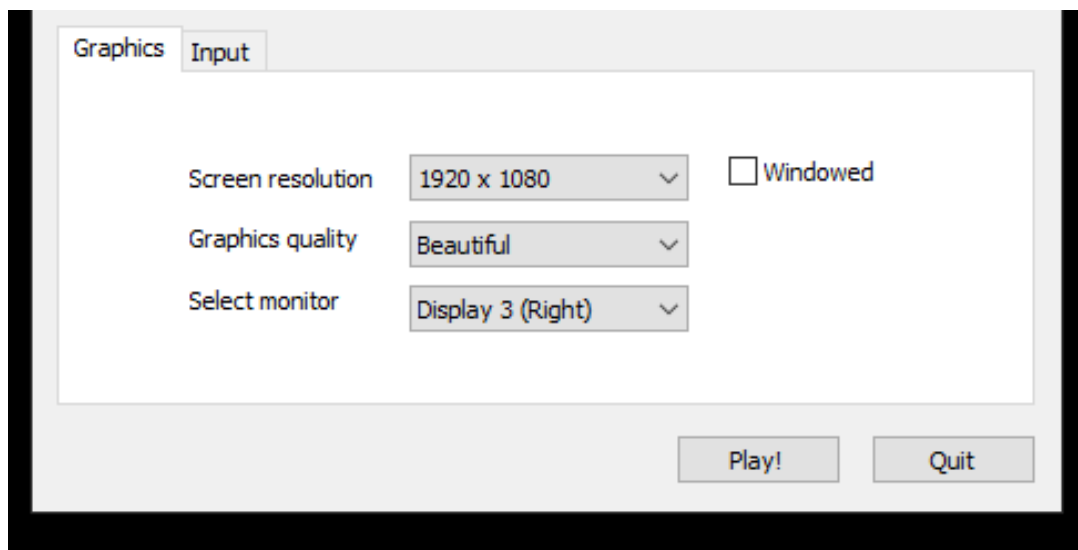 Graphics Input
Screen resolution 1920 x 1080 Windowed
Graphics quality Beautiful
Select monitor Display 3 (Right)
Play! Quit